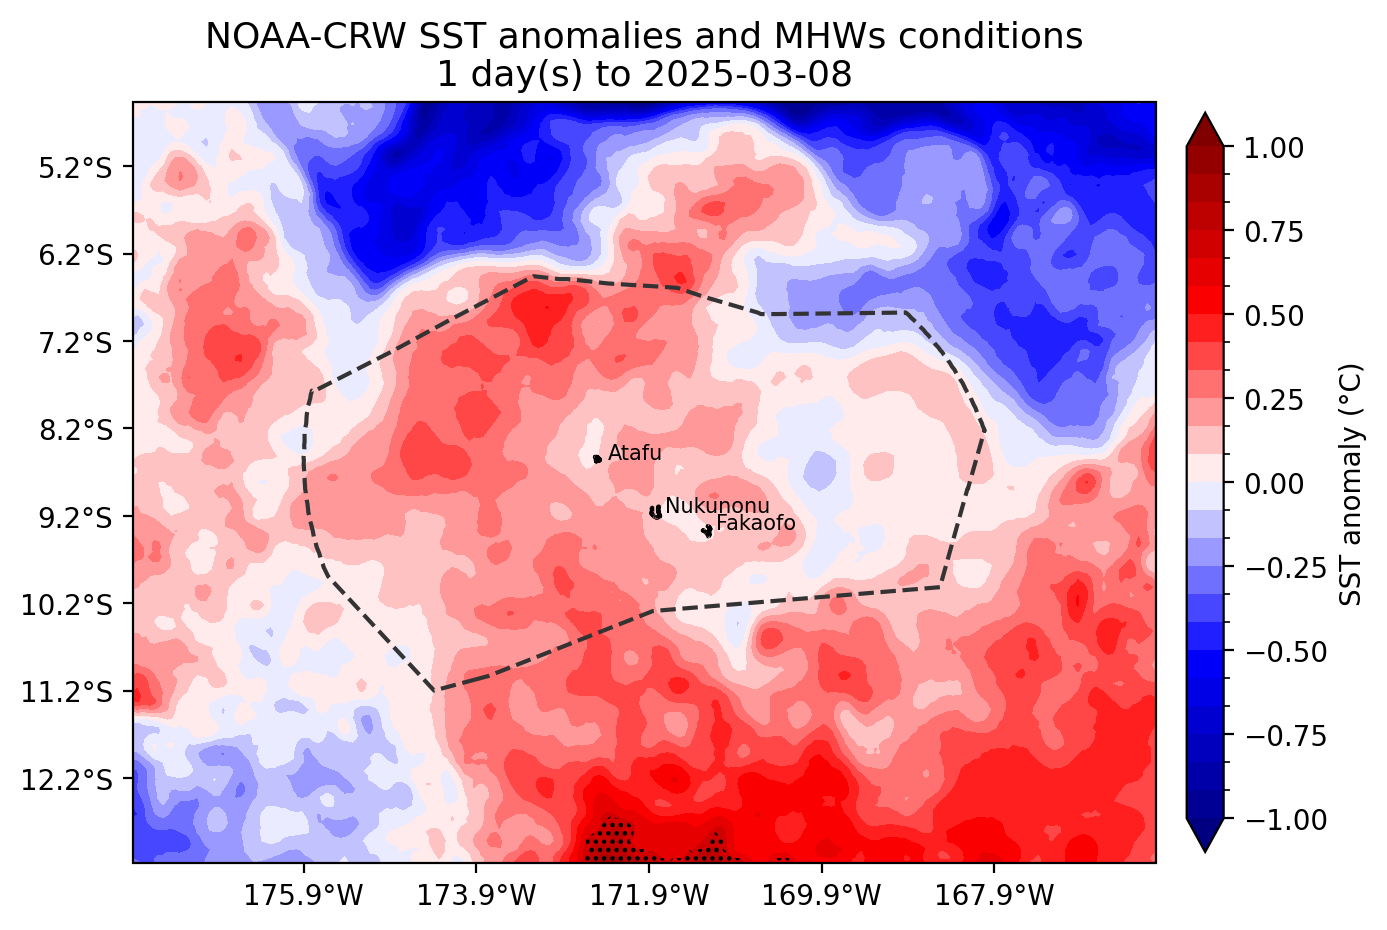 NOAA-CRW SST anomalies and MHWs conditions
1 day(s) to 2025-03-08
5.2°S
6.2°S
7.2°S
8.2°S
9.2°S
10.2°S
11.2°S
12.2°S
Atafu
Nukunonu
Fakaofo
175.9°W
173.9°W
171.9°W
169.9°W
167.9°W
1.00
0.75
0.50
0.25
0.00
−0.25
−0.50
−0.75
−1.00
SST anomaly (°C)